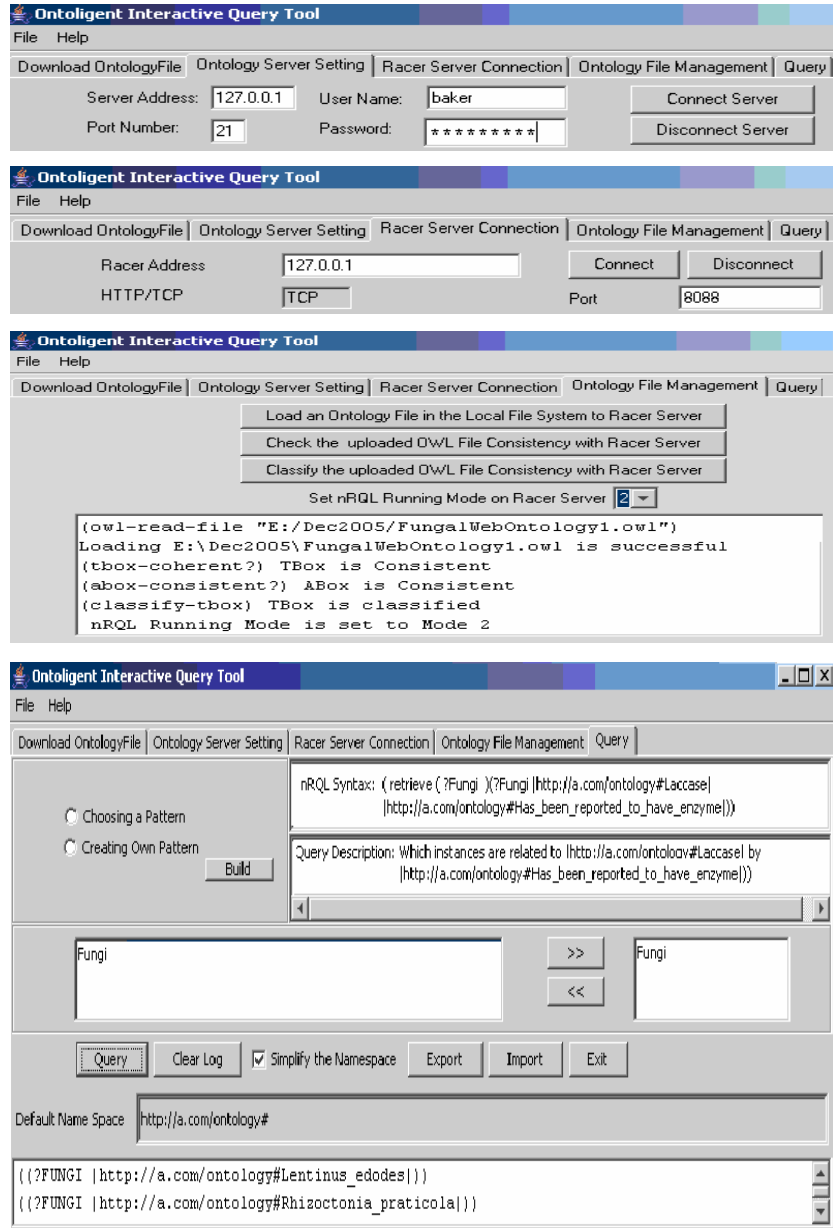 Ontoligent Interactive Query Tool
File Help
Download OntologyFile Ontology Server Setting Racer Server Connection Ontology File Management Query
Server Address: 127.0.0.1 User Name: baker Connect Server
Port Number: 21 Password: ********* Disconnect Server
Ontoligent Interactive Query Tool
File Help
Download OntologyFile Ontology Server Setting Racer Server Connection Ontology File Management Query
Racer Address 127.0.0.1 Connect Disconnect
HTTP/TCP TCP Port 8088
Ontoligent Interactive Query Tool
File Help
Download OntologyFile Ontology Server Setting Racer Server Connection Ontology File Management Query
Load an Ontology File in the Local File System to Racer Server
Check the uploaded OWL File Consistency with Racer Server
Classify the uploaded OWL File Consistency with Racer Server
Set nRQL Running Mode on Racer Server 2
(owl-read-file "E:/Dec2005/FungalWebOntology1.owl")
Loading E:\Dec2005\FungalWebOntology1.owl is successful
(tbox-coherent?) TBox is Consistent
(abox-consistent?) ABox is Consistent
(classify-tbox) TBox is classified
nRQL Running Mode is set to Mode 2
Ontoligent Interactive Query Tool
File Help
Download OntologyFile Ontology Server Setting Racer Server Connection Ontology File Management Query
Choosing a Pattern
Creating Own Pattern
Build
nRQL Syntax: ( retrieve ( ?Fungi )(?Fungi |http://a.com/ontology#Laccase|
|http://a.com/ontology#Has_been_reported_to_have_enzyme|))
Query Description: Which instances are related to |http://a.com/ontology#Laccase| by
|http://a.com/ontology#Has_been_reported_to_have_enzyme|))
Fungi >> Fungi
<<
Query Clear Log Simplify the Namespace Export Import Exit
Default Name Space http://a.com/ontology#
((?FUNGI |http://a.com/ontology#Lentinus_edodes|))
((?FUNGI |http://a.com/ontology#Rhizoctonia_praticola|))